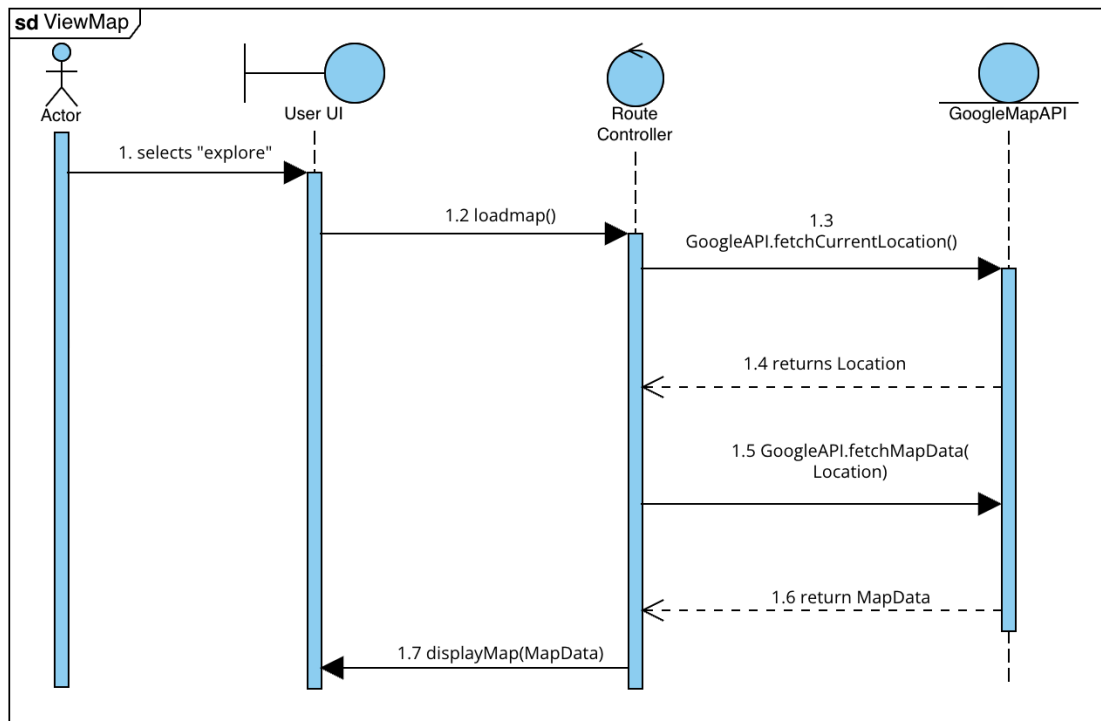 sd ViewMap
Actor
User UI
Route
Controller
GoogleMapAPI
1. selects "explore"
1.2 loadmap()
1.3
GoogleAPI.fetchCurrentLocation()
1.4 returns Location
1.5 GoogleAPI.fetchMapData(
Location)
1.6 return MapData
1.7 displayMap(MapData)